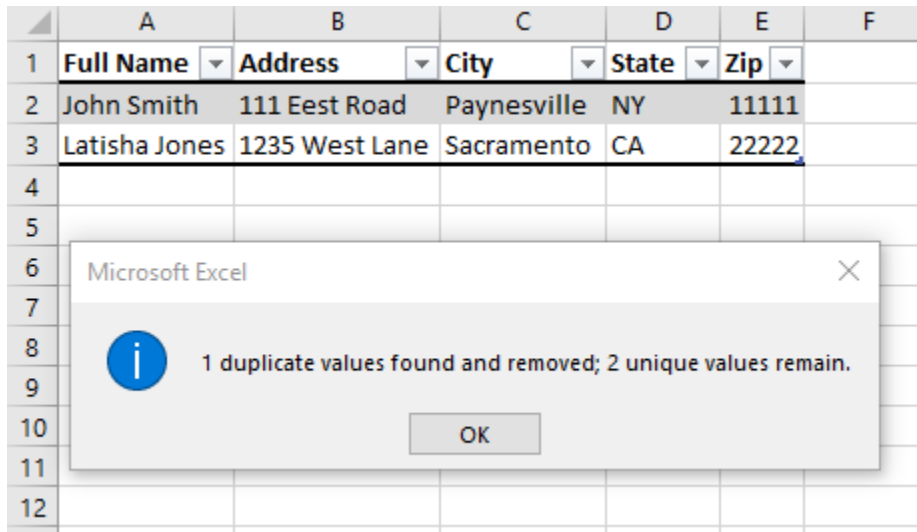 A B C D E F
1 Full Name Address City State Zip
2 John Smith 111 Eest Road Paynesville NY 11111
3 Latisha Jones 1235 West Lane Sacramento CA 22222
4
5
6 Microsoft Excel
7
8 1 duplicate values found and removed; 2 unique values remain.
9
10 OK
11
12